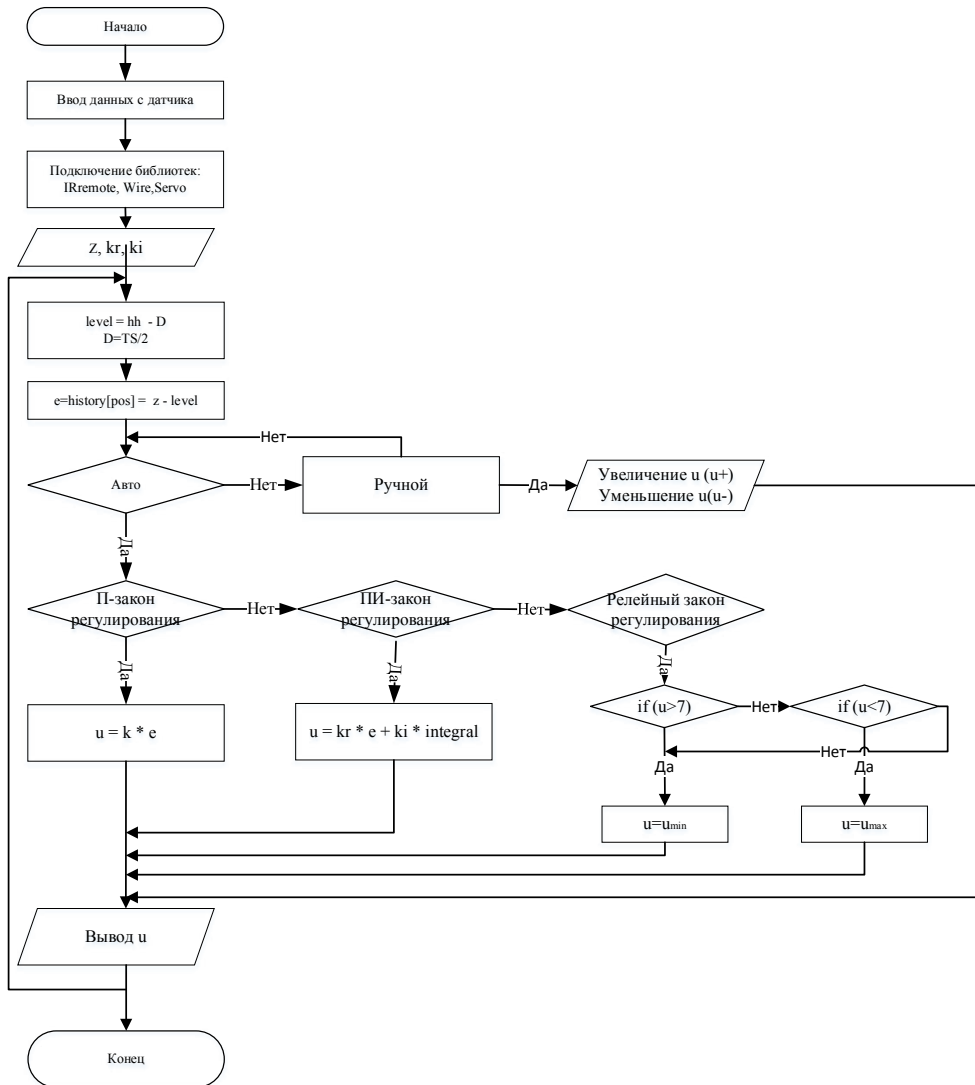 Начало
Ввод данных с датчика
Подключение библиотек:
IRremote, Wire,Servo
z, kr, ki
level = hh - D
D=TS/2
e=history[pos] = z - level
Нет
Авто
Нет
Ручной
Да
Увеличение u (u+)
Уменьшение u(u-)
Да
П-закон
регулирования
Нет
ПИ-закон
регулирования
Нет
Релейный закон
регулирования
Да
Да
Да
if (u>7)
Нет
if (u<7)
u = k * e
u = kr * e + ki * integral
Нет
Да
Да
u=umin
u=umax
Вывод u
Конец